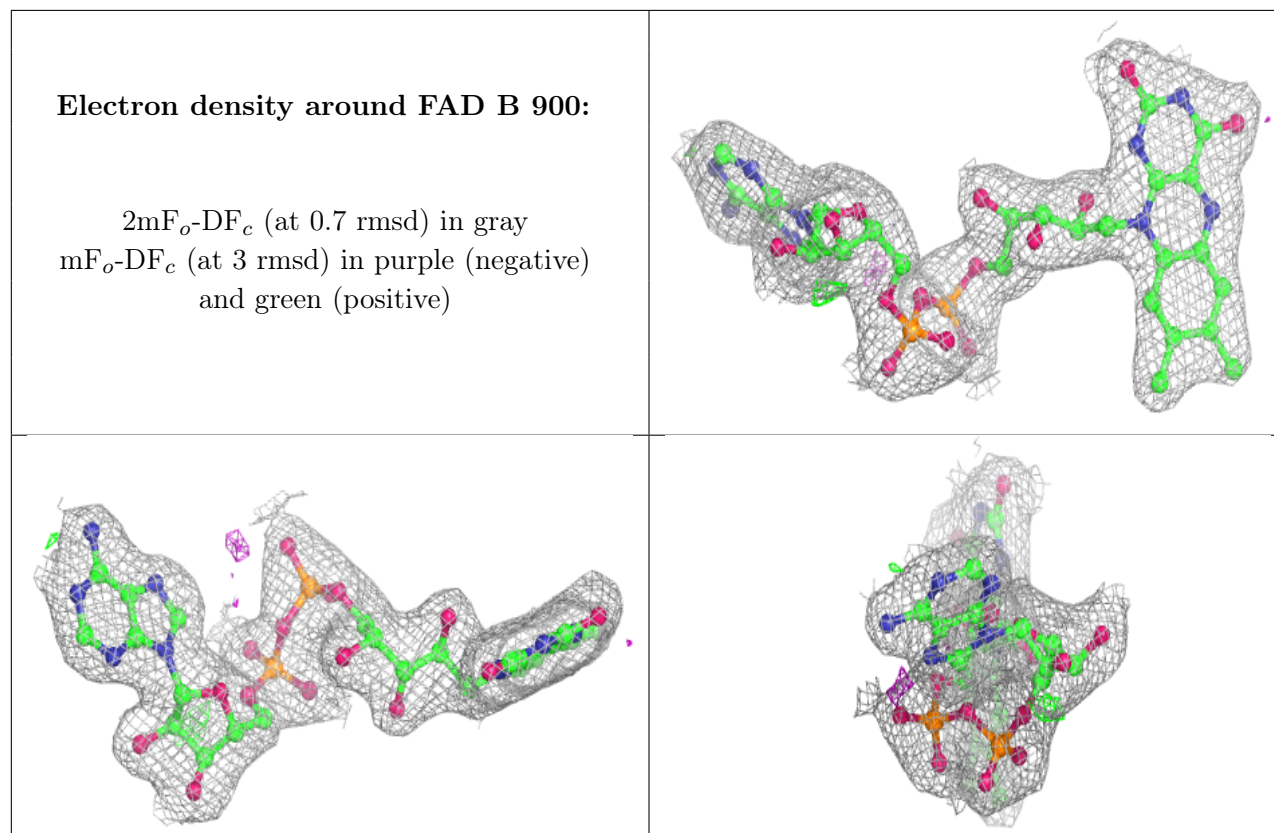 Electron density around FAD B 900:
2mFo-DFc (at 0.7 rmsd) in gray
mFo-DFc (at 3 rmsd) in purple (negative)
and green (positive)